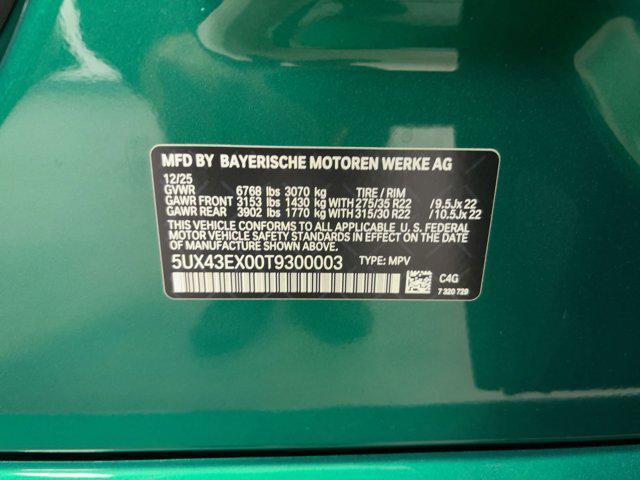 MFD BY BAYERISCHE MOTOREN WERKE AG
12/25
GVWR 6768 lbs 3070 kg TIRE / RIM
GAWR FRONT 3153 lbs 1430 kg WITH 275/35 R22 /9.5Jx22
GAWR REAR 3902 lbs 1770 kg WITH 315/30 R22 /10.5Jx22
THIS VEHICLE CONFORMS TO ALL APPLICABLE U.S. FEDERAL
MOTOR VEHICLE SAFETY STANDARDS IN EFFECT ON THE
DATE OF MANUFACTURE SHOWN ABOVE.
5UX43EX00T9300003 TYPE: MPV
C4G
7 320 729